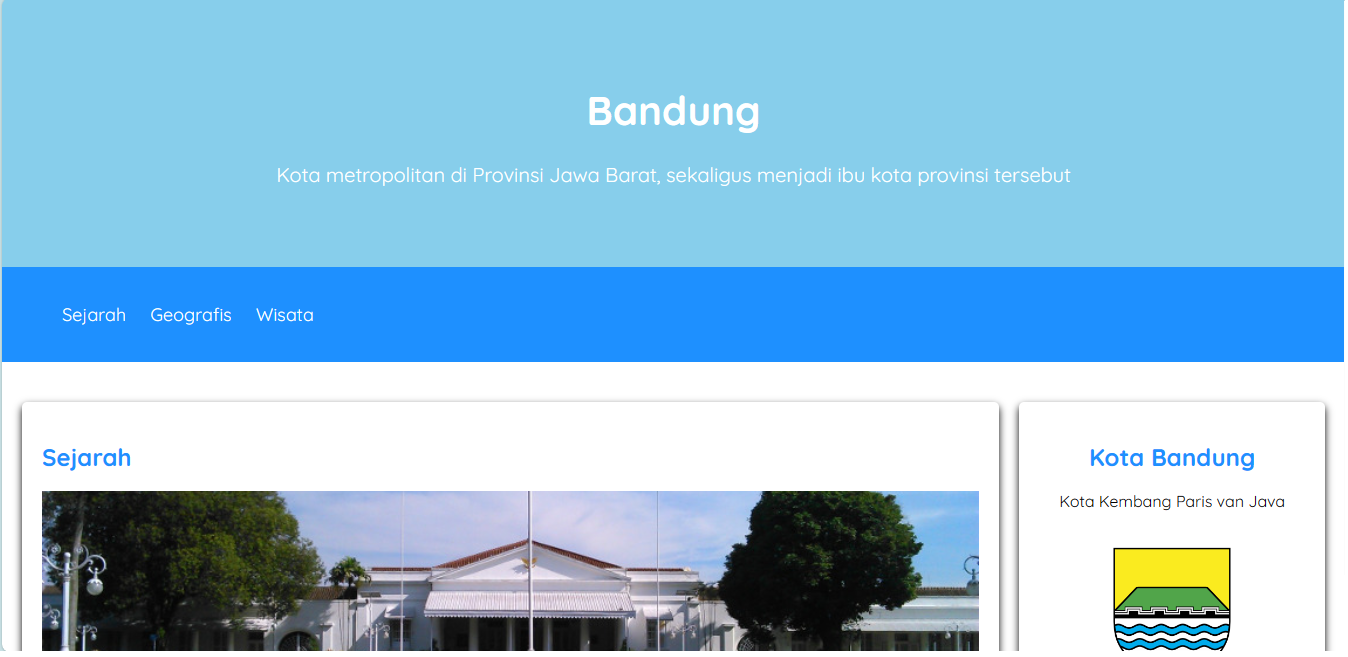 Bandung
Kota metropolitan di Provinsi Jawa Barat, sekaligus menjadi ibu kota provinsi tersebut
Sejarah Geografis Wisata
Sejarah
Kota Bandung
Kota Kembang Paris van Java